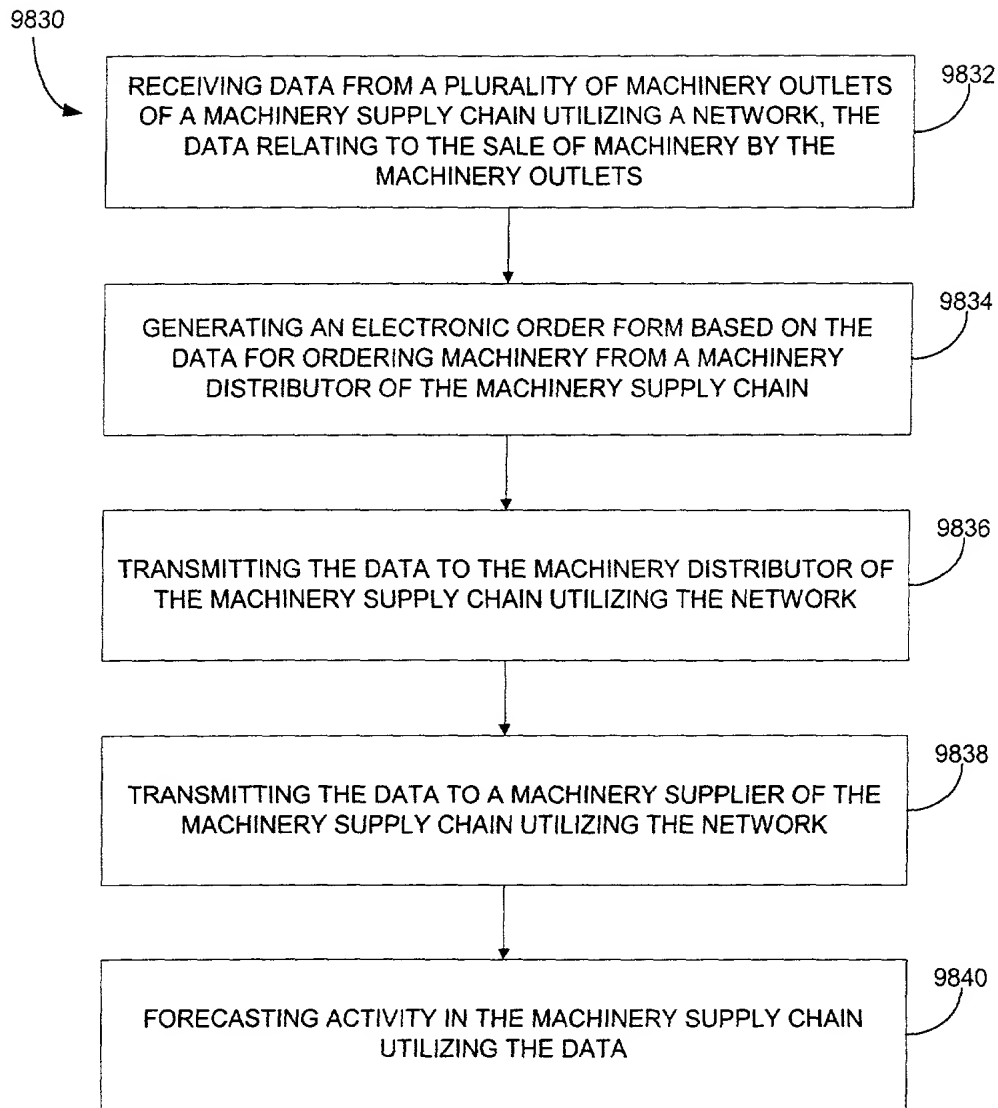 9830
RECEIVING DATA FROM A PLURALITY OF MACHINERY OUTLETS
OF A MACHINERY SUPPLY CHAIN UTILIZING A NETWORK, THE
DATA RELATING TO THE SALE OF MACHINERY BY THE
MACHINERY OUTLETS
9832
GENERATING AN ELECTRONIC ORDER FORM BASED ON THE
DATA FOR ORDERING MACHINERY FROM A MACHINERY
DISTRIBUTOR OF THE MACHINERY SUPPLY CHAIN
9834
TRANSMITTING THE DATA TO THE MACHINERY DISTRIBUTOR OF
THE MACHINERY SUPPLY CHAIN UTILIZING THE NETWORK
9836
TRANSMITTING THE DATA TO A MACHINERY SUPPLIER OF THE
MACHINERY SUPPLY CHAIN UTILIZING THE NETWORK
9838
FORECASTING ACTIVITY IN THE MACHINERY SUPPLY CHAIN
UTILIZING THE DATA
9840